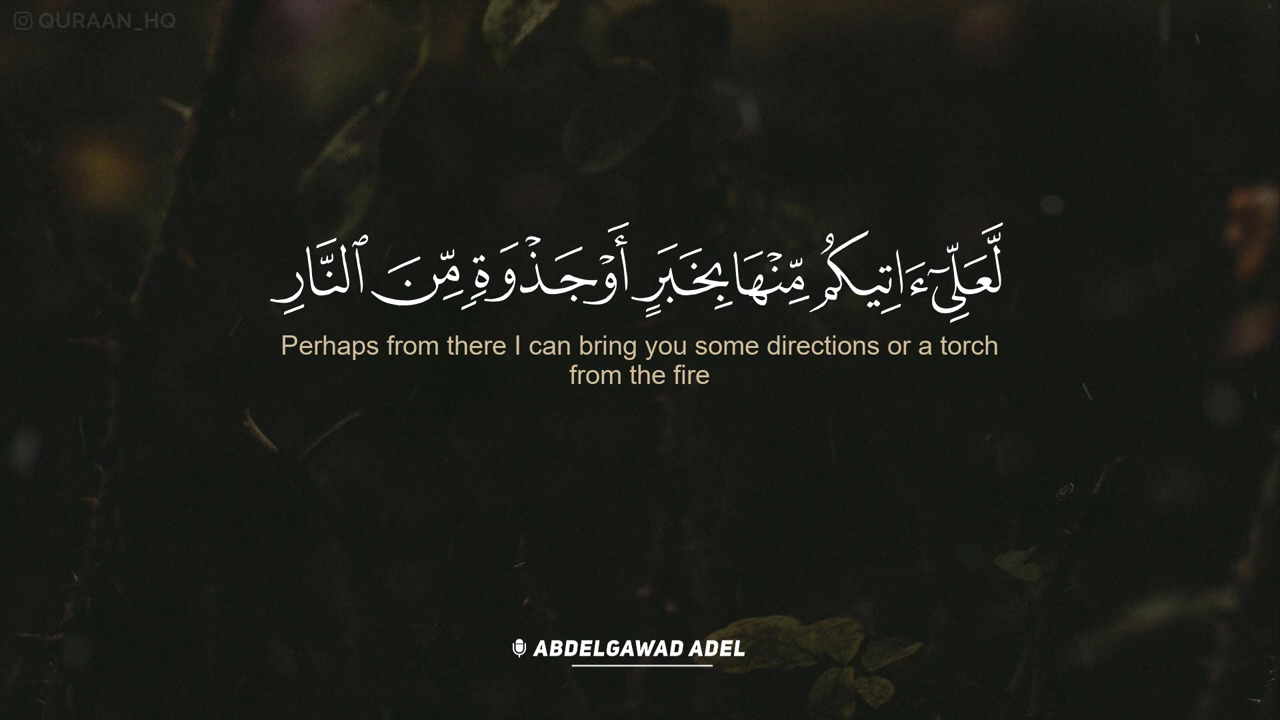 QURAAN_HQ
لَّعَلِّىٓ ءَاتِيكُم مِّنْهَا بِخَبَرٍ أَوْ جَذْوَةٍ مِّنَ ٱلنَّارِ
Perhaps from there I can bring you some directions or a torch
from the fire
ABDELGAWAD ADEL